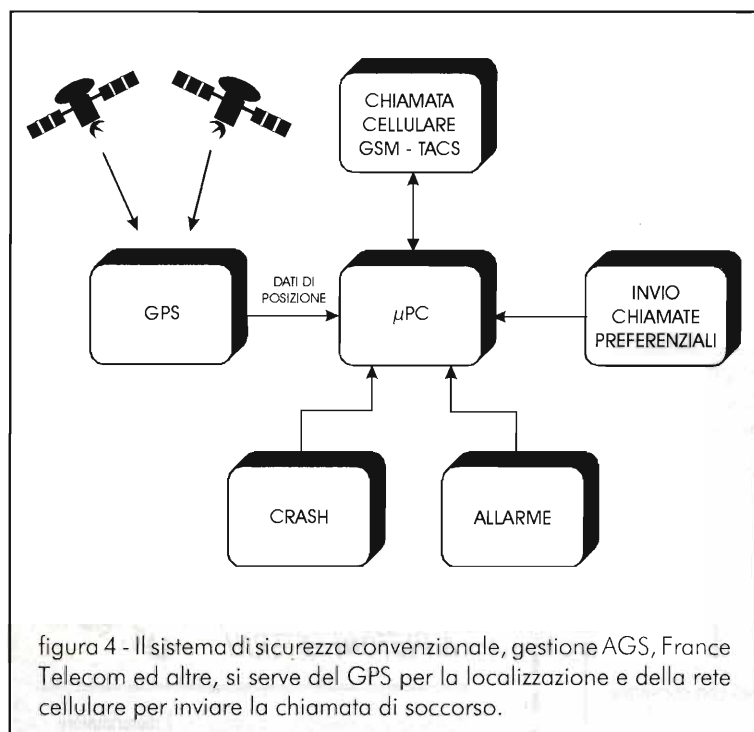 CHIAMATA
CELLULARE
GSM - TACS
GPS
DATI DI
POSIZIONE
µPC
INVIO
CHIAMATE
PREFERENZIALI
CRASH
ALLARME
figura 4 - Il sistema di sicurezza convenzionale, gestione AGS, France
Telecom ed altre, si serve del GPS per la localizzazione e della rete
cellulare per inviare la chiamata di soccorso.